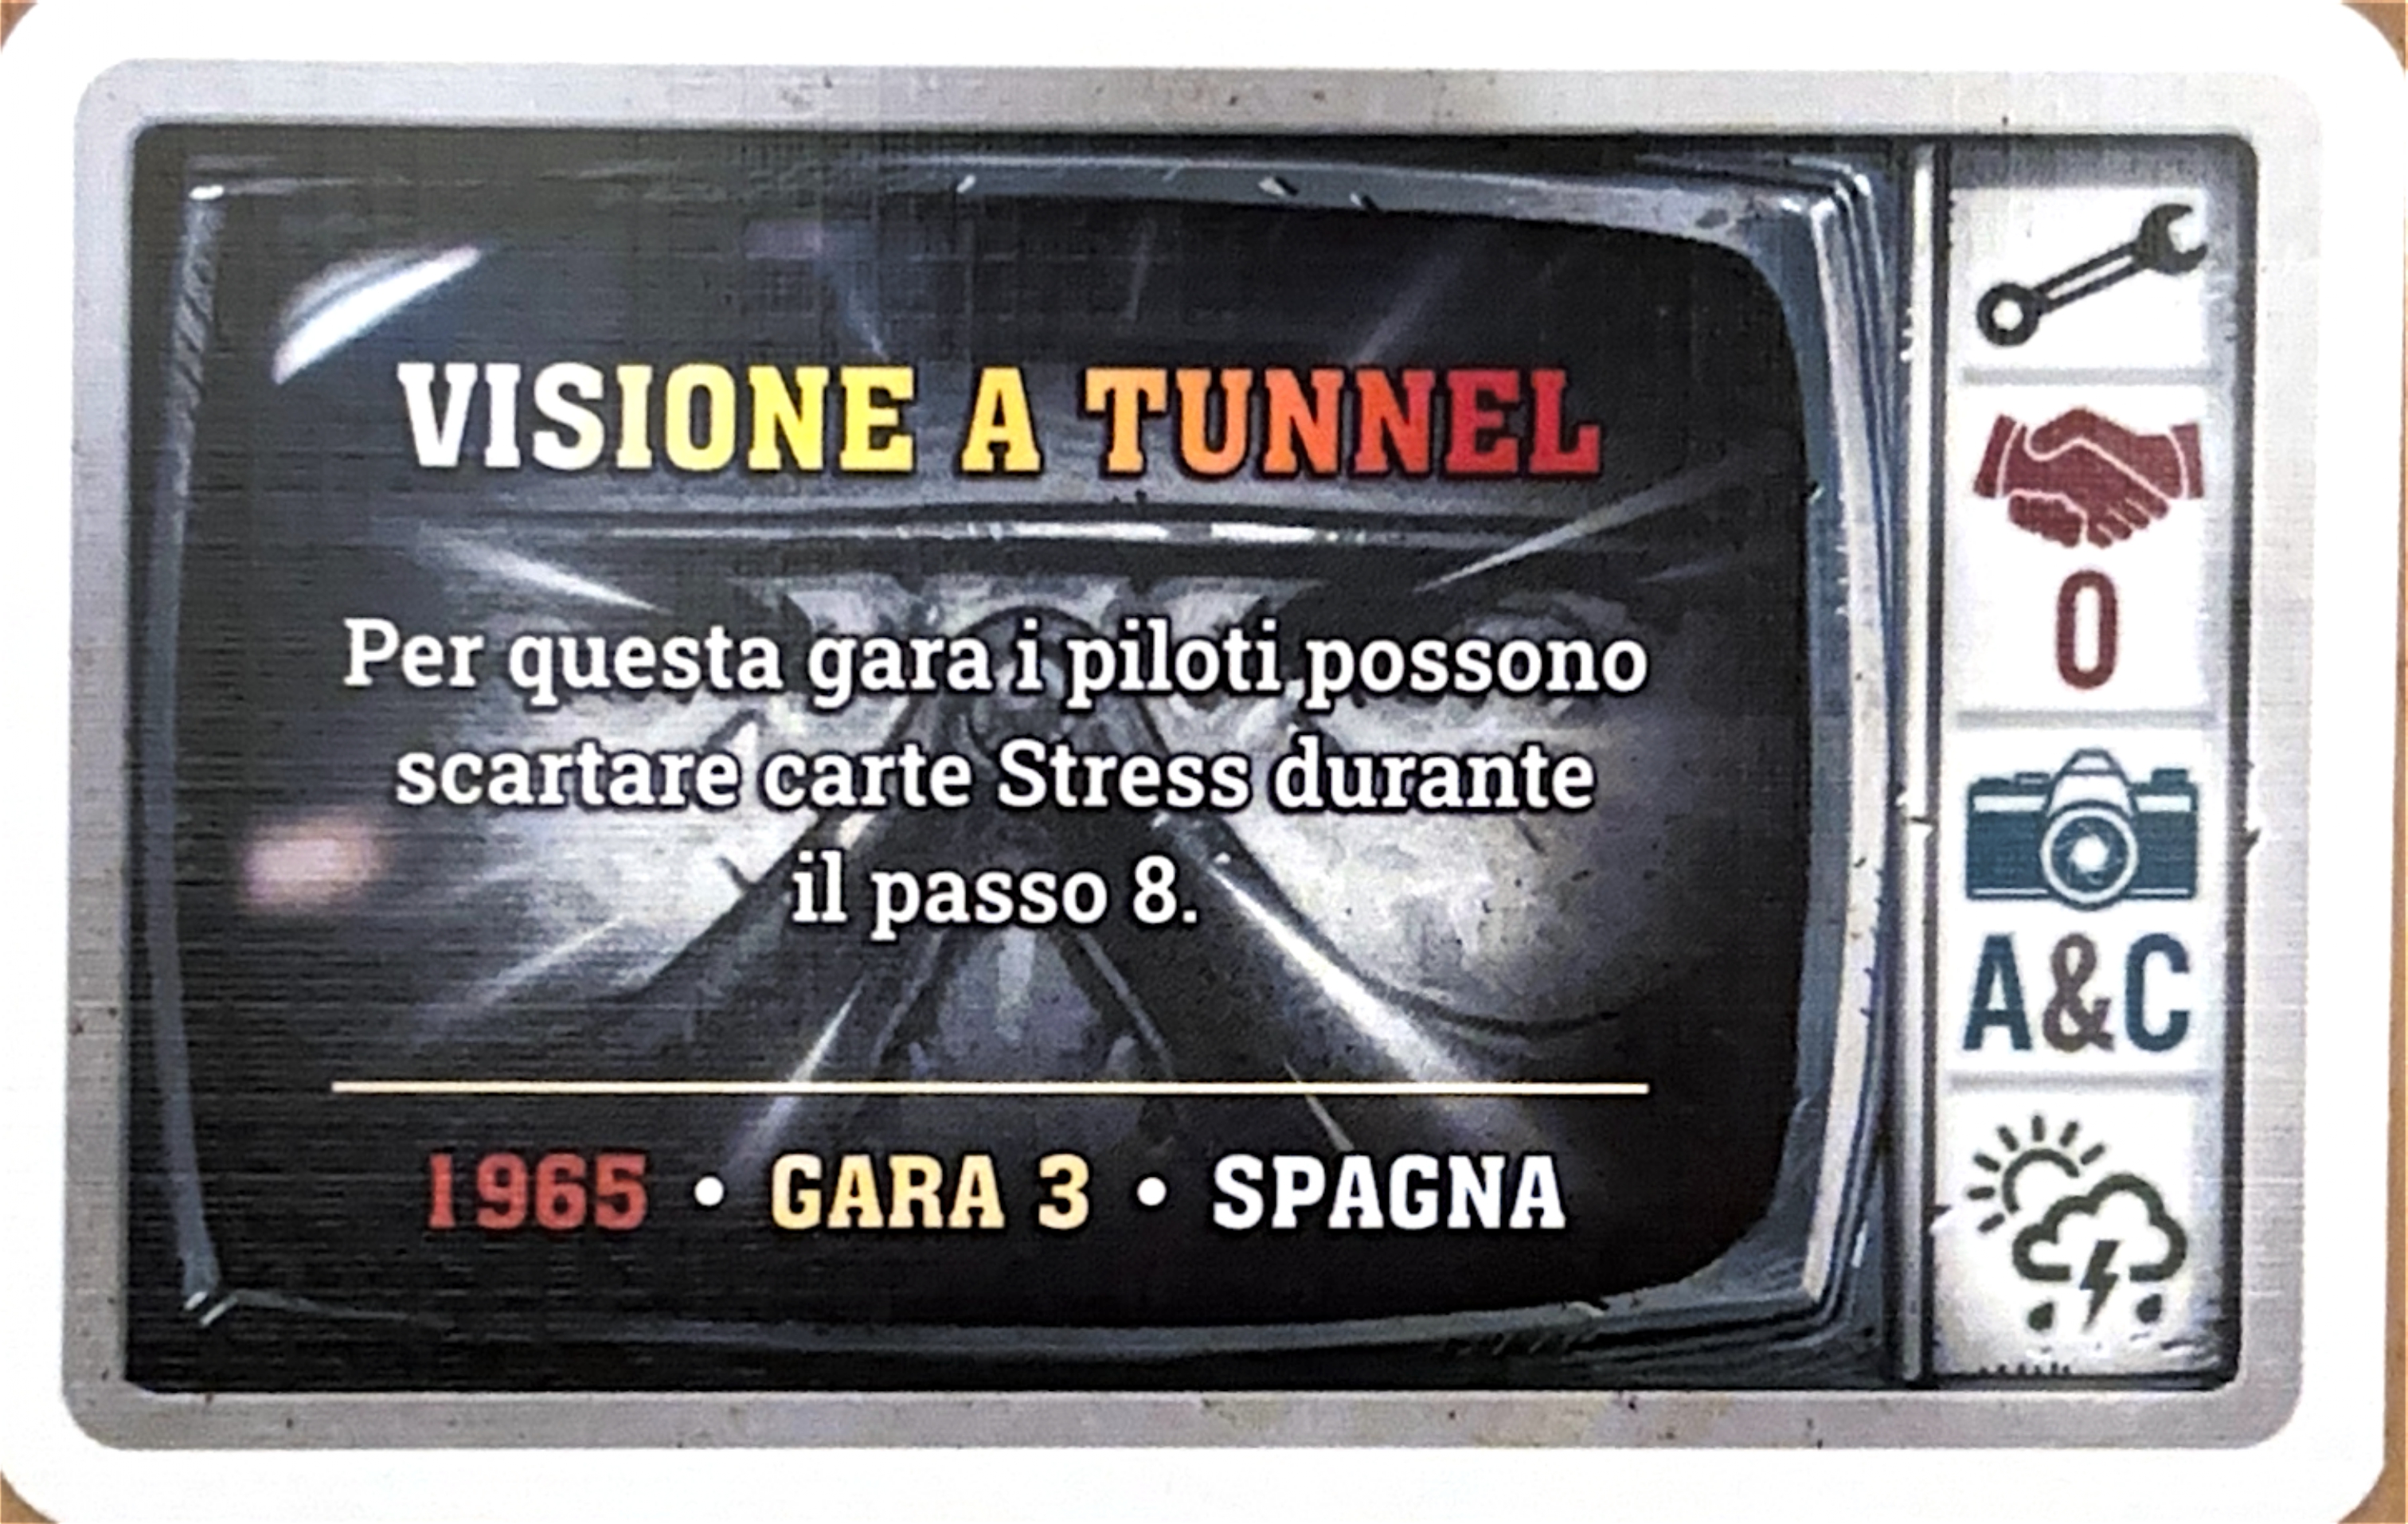 VISIONE A TUNNEL
Per questa gara i piloti possono
scartare carte Stress durante
il passo 8.
1965 • GARA 3 • SPAGNA
0
A&C